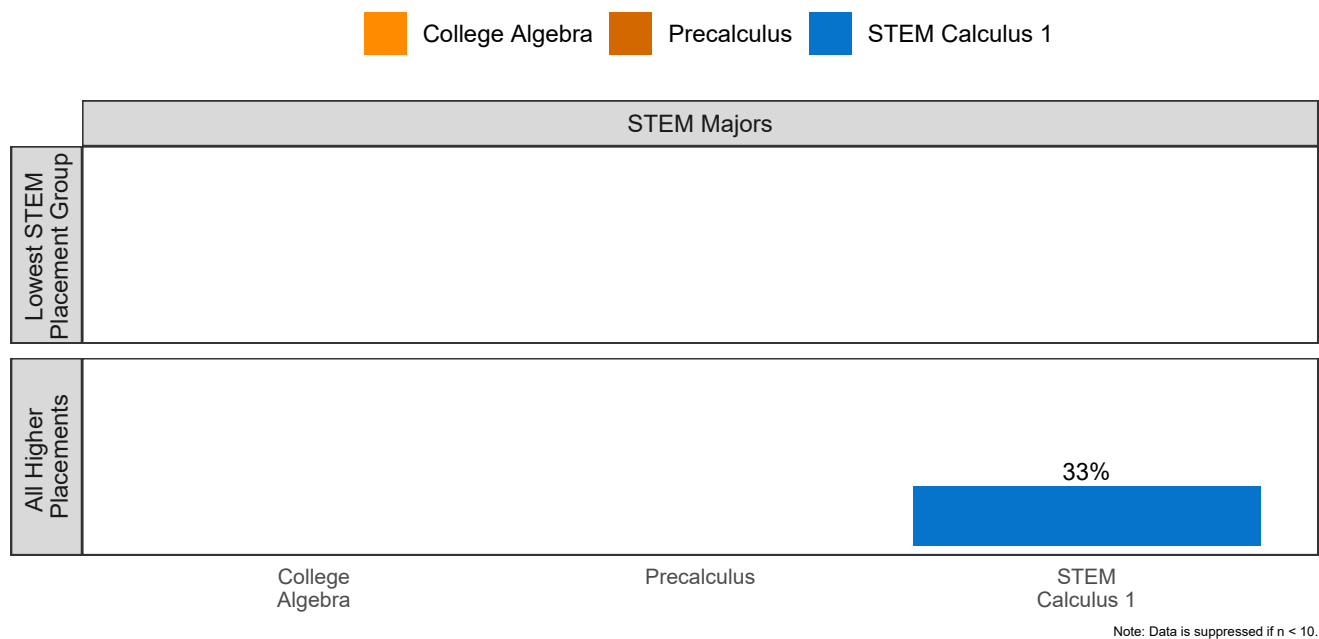 College Algebra
Precalculus
STEM Calculus 1
STEM Majors
Lowest STEM
Placement Group
All Higher
Placements
33%
College
Algebra
Precalculus
STEM
Calculus 1
Note: Data is suppressed if n < 10.